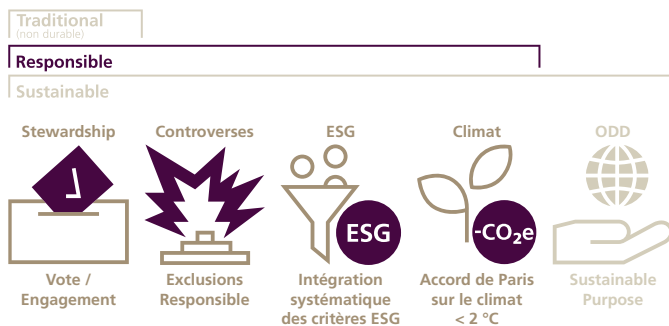 Traditional
(non durable)
Responsible
Sustainable
Stewardship
Controverses
ESG
Climat
ODD
ESG
-CO₂e
Vote /
Engagement
Exclusions
Responsible
Intégration
systématique
des critères ESG
Accord de Paris
sur le climat
< 2 °C
Sustainable
Purpose